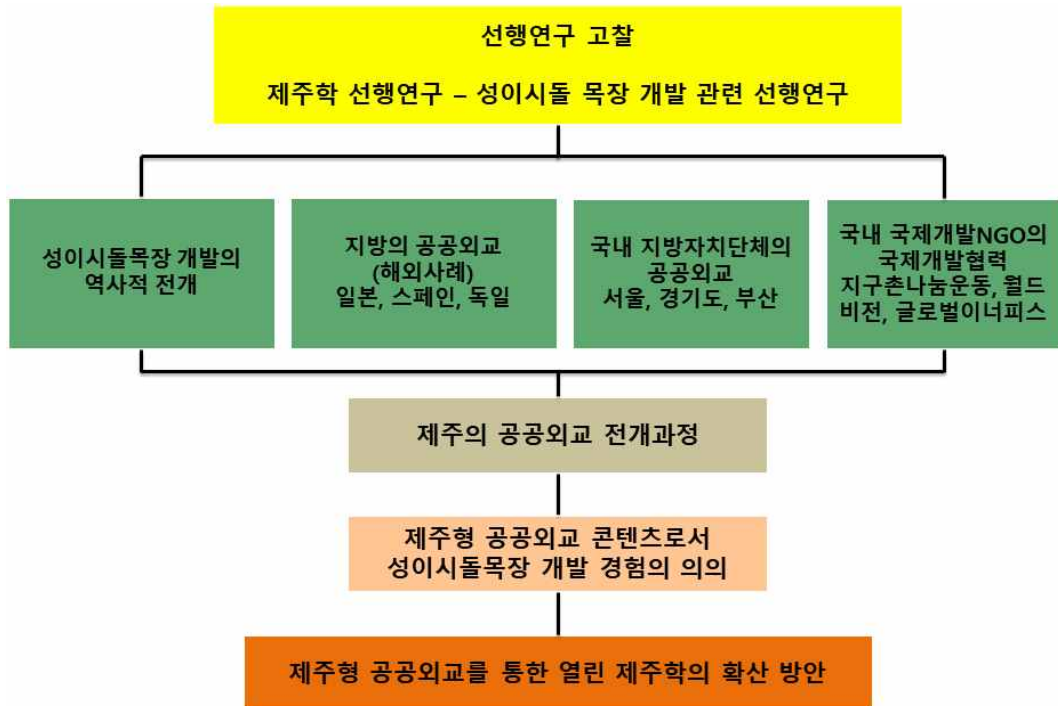 선행연구 고찰
제주학 선행연구 – 성이시돌 목장 개발 관련 선행연구
성이시돌목장 개발의
역사적 전개
지방의 공공외교
(해외사례)
일본, 스페인, 독일
국내 지방자치단체의
공공외교
서울, 경기도, 부산
국내 국제개발NGO의
국제개발협력
지구촌나눔운동, 월드
비전, 글로벌이너피스
제주의 공공외교 전개과정
제주형 공공외교 콘텐츠로서
성이시돌목장 개발 경험의 의의
제주형 공공외교를 통한 열린 제주학의 확산 방안